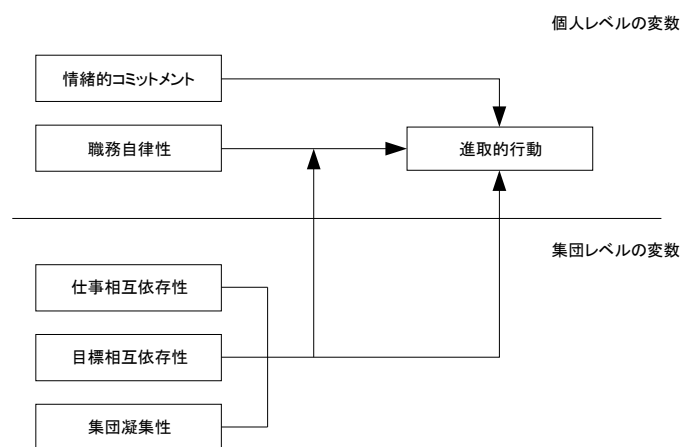 個人レベルの変数
情緒的コミットメント
職務自律性
進取的行動
集団レベルの変数
仕事相互依存性
目標相互依存性
集団凝集性